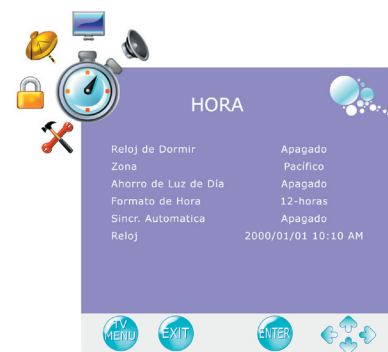 HORA
Reloj de Dormir Apagado
Zona Pacífico
Ahorro de Luz de Día Apagado
Formato de Hora 12-horas
Sincr. Automatica Apagado
Reloj 2000/01/01 10:10 AM
TV
MENU EXIT ENTER